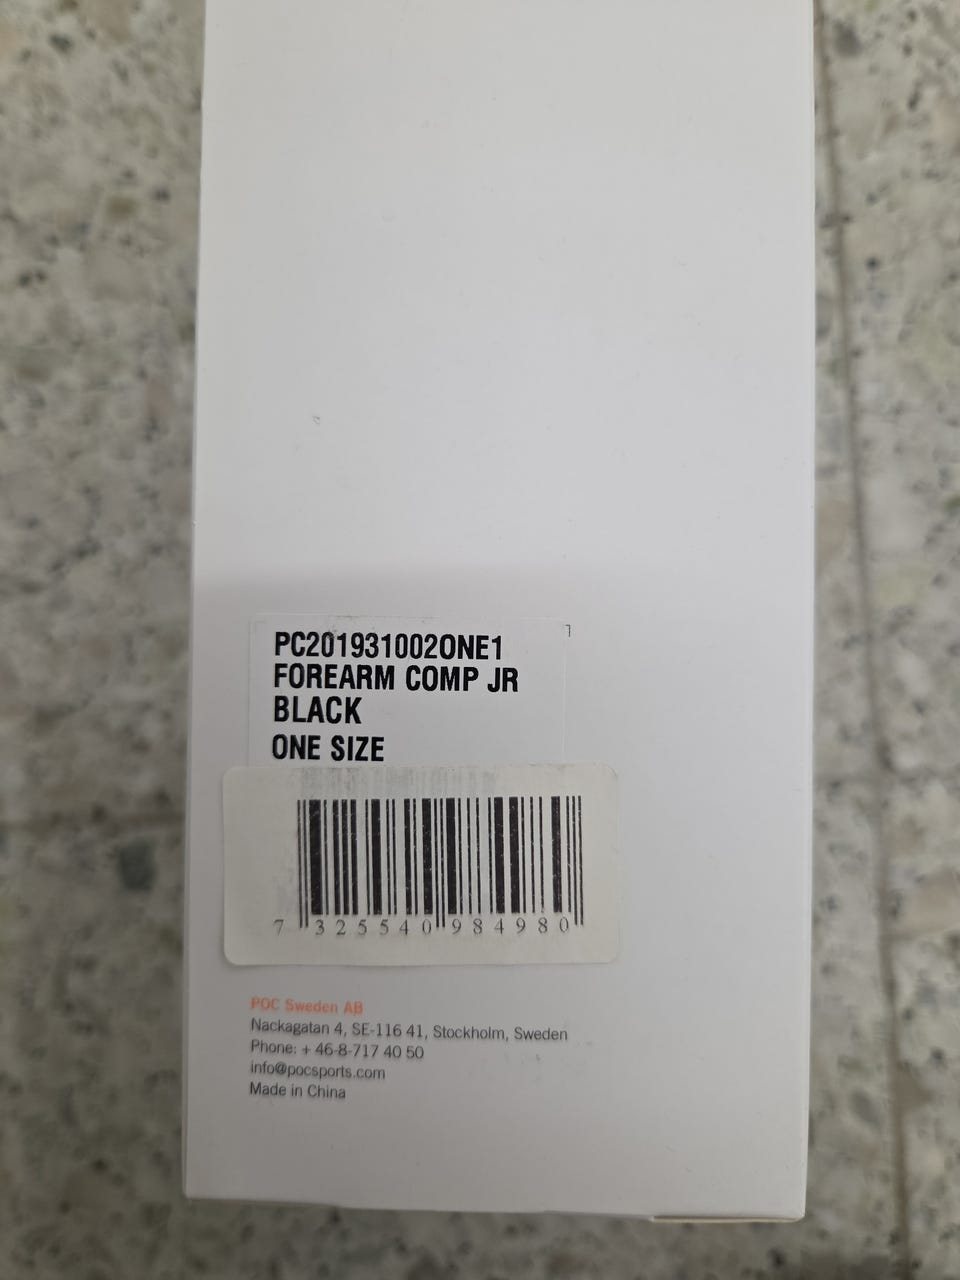 PC201931002ONE1
FOREARM COMP JR
BLACK
ONE SIZE
7 325540 984980
POC Sweden AB
Nackagatan 4, SE-116 41, Stockholm, Sweden
Phone: + 46-8-717 40 50
info@pocsports.com
Made in China